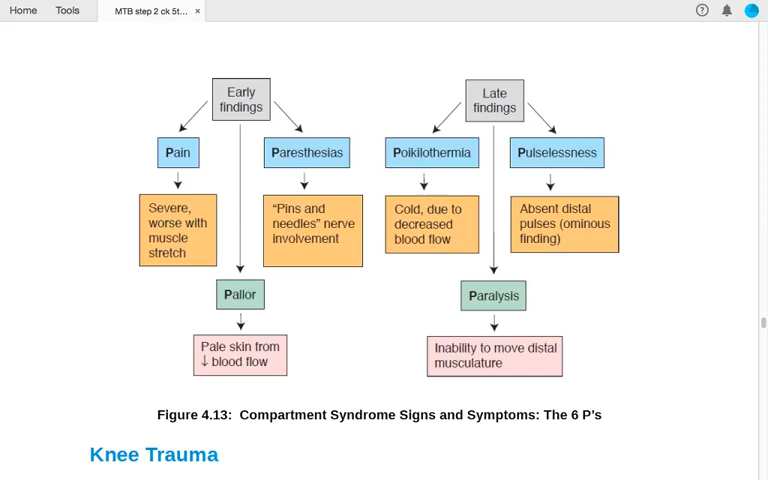 Home
Tools
MTB step 2 ck 5t... ×
?
Early
findings
Late
findings
Pain
Paresthesias
Poikilothermia
Pulselessness
Severe,
worse with
muscle
stretch
"Pins and
needles" nerve
involvement
Cold, due to
decreased
blood flow
Absent distal
pulses (ominous
finding)
Pallor
Paralysis
Pale skin from
↓ blood flow
Inability to move distal
musculature
Figure 4.13: Compartment Syndrome Signs and Symptoms: The 6 P's
Knee Trauma